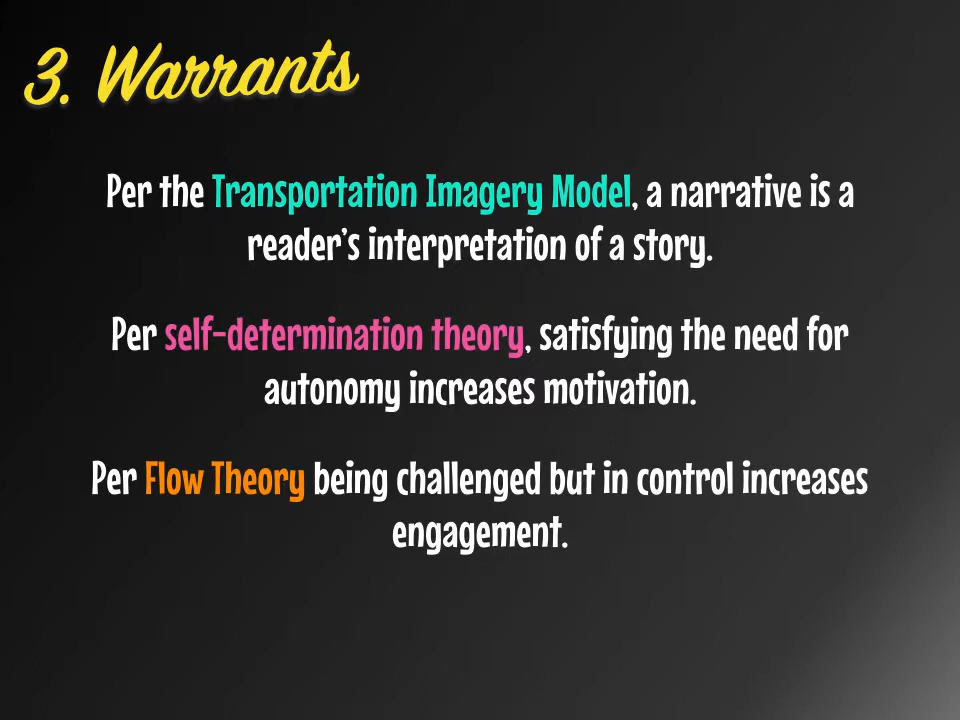 3. Warrants
Per the Transportation Imagery Model, a narrative is a
reader's interpretation of a story.
Per self-determination theory, satisfying the need for
autonomy increases motivation.
Per Flow Theory being challenged but in control increases
engagement.